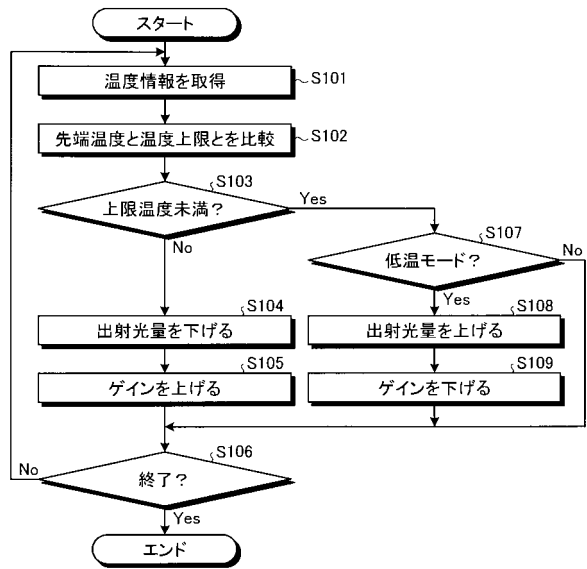 スタート
温度情報を取得
S101
先端温度と温度上限とを比較
S102
上限温度未満?
S103
Yes
No
低温モード?
S107
No
Yes
出射光量を下げる
S104
出射光量を上げる
S108
ゲインを上げる
S105
ゲインを下げる
S109
終了?
S106
No
Yes
エンド